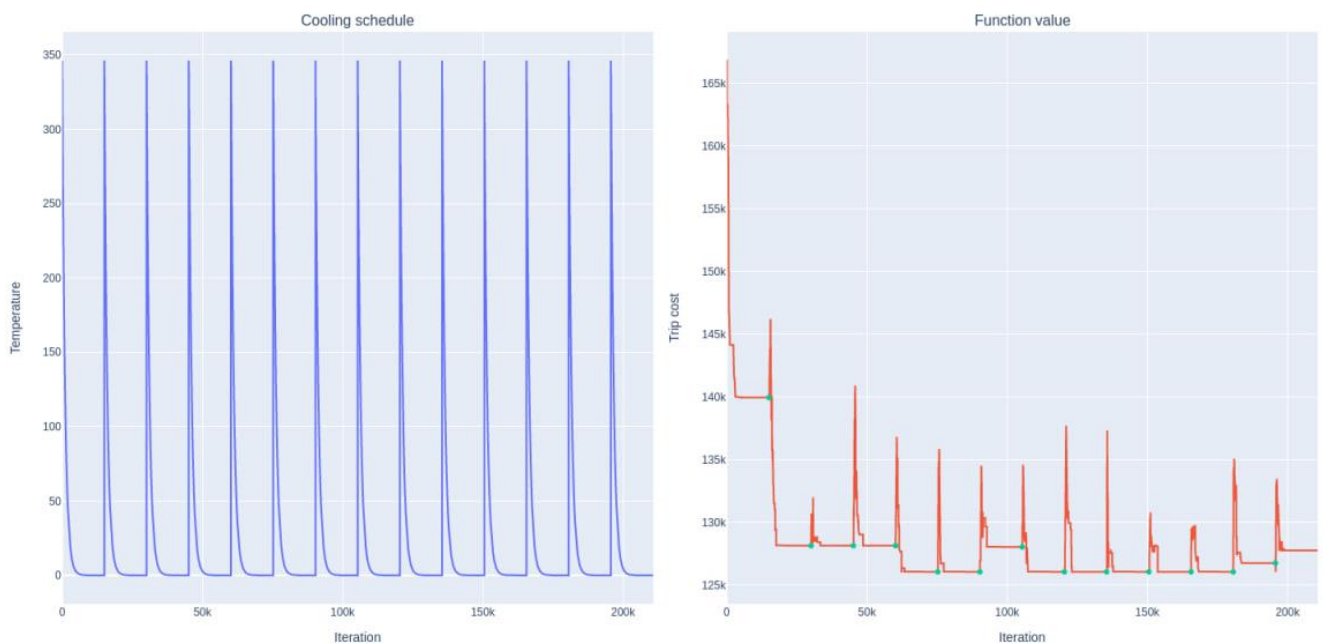 Cooling schedule
350
300
250
200
150
100
50
0
Temperature
0
50k
100k
150k
200k
Iteration
Function value
165k
160k
155k
150k
145k
140k
135k
130k
125k
Trip cost
0
50k
100k
150k
200k
Iteration